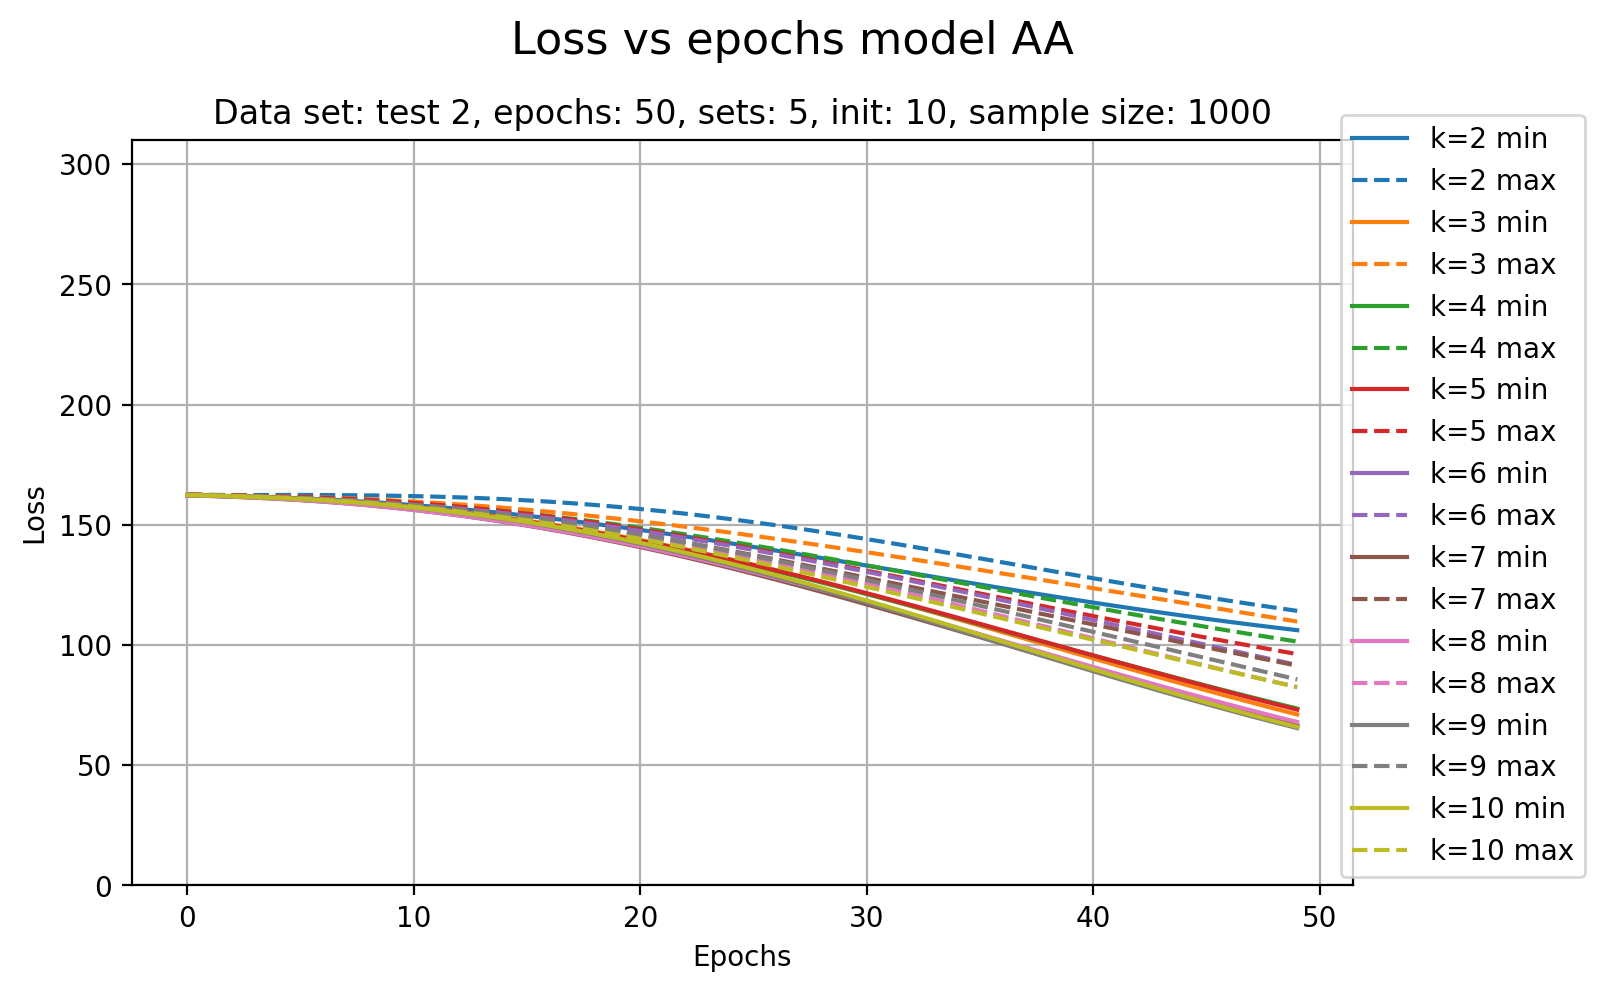 Loss vs epochs model AA
Data set: test 2, epochs: 50, sets: 5, init: 10, sample size: 1000
300
250
200
150
100
50
0
Loss
0 10 20 30 40 50
Epochs
k=2 min
k=2 max
k=3 min
k=3 max
k=4 min
k=4 max
k=5 min
k=5 max
k=6 min
k=6 max
k=7 min
k=7 max
k=8 min
k=8 max
k=9 min
k=9 max
k=10 min
k=10 max